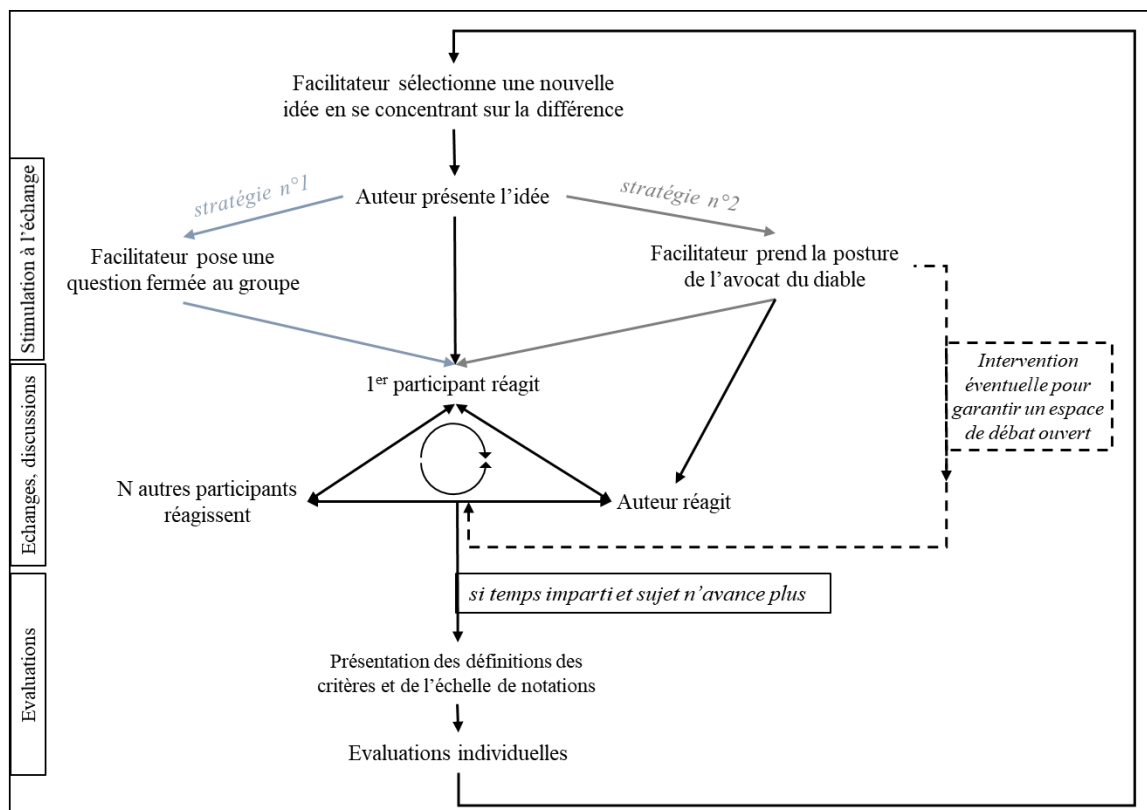 Facilitateur sélectionne une nouvelle
idée en se concentrant sur la différence
Stimulation à l'échange
stratégie n°1
Auteur présente l'idée
stratégie n°2
Facilitateur pose une
question fermée au groupe
Facilitateur prend la posture
de l'avocat du diable
Intervention
éventuelle pour
garantir un espace
de débat ouvert
Echanges, discussions
1er participant réagit
N autres participants
réagissent
Auteur réagit
Evaluations
si temps imparti et sujet n'avance plus
Présentation des définitions des
critères et de l'échelle de notations
Evaluations individuelles